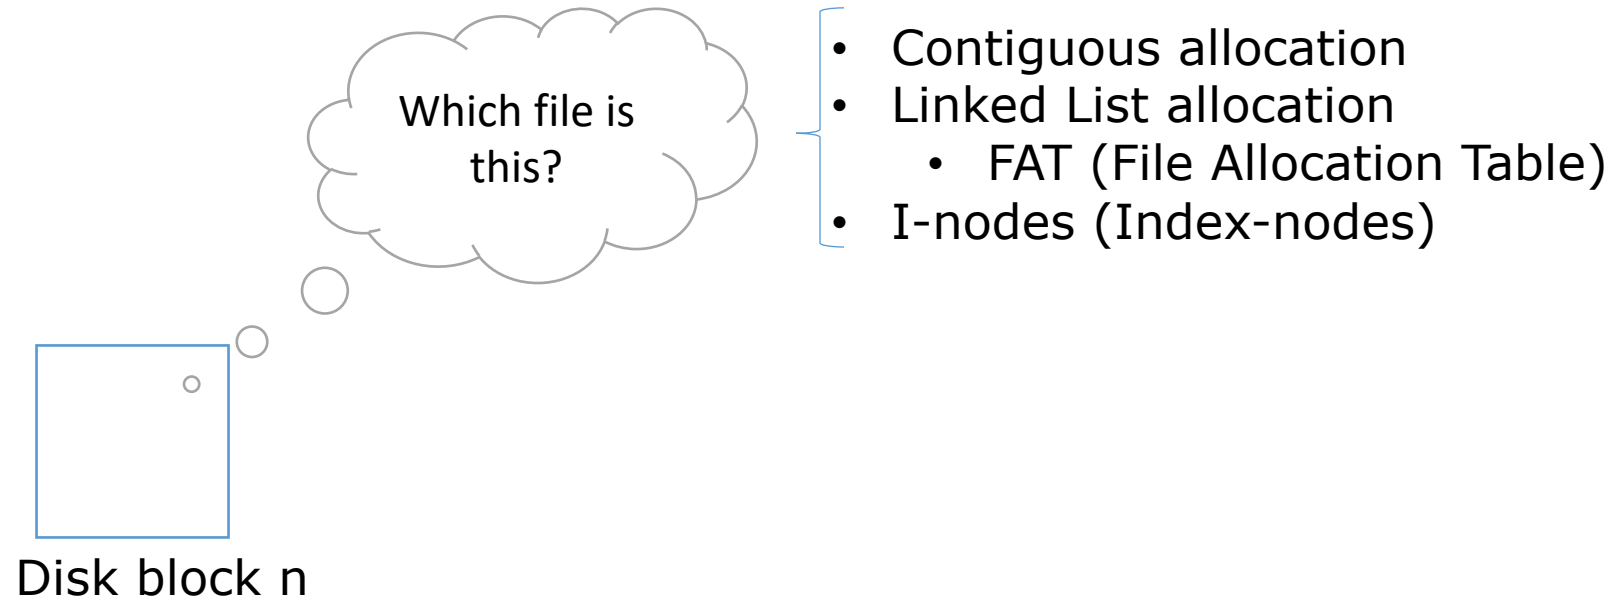 Which file is
this?
• Contiguous allocation
• Linked List allocation
• FAT (File Allocation Table)
• I-nodes (Index-nodes)
Disk block n